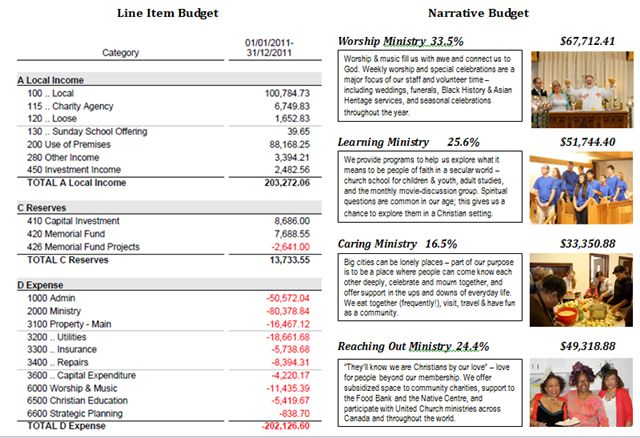 Line Item Budget
Category
01/01/2011-
31/12/2011
A Local Income
100 .. Local 100,784.73
115 .. Charity Agency 6,749.83
120 .. Loose 1,652.83
130 .. Sunday School Offering 39.65
200 Use of Premises 88,168.25
280 Other Income 3,394.21
450 Investment Income 2,482.56
TOTAL A Local Income 203,272.06
C Reserves
410 Capital Investment 8,686.00
420 Memorial Fund 7,688.55
426 Memorial Fund Projects -2,641.00
TOTAL C Reserves 13,733.55
D Expense
1000 Admin -50,572.04
2000 Ministry -80,378.84
3100 Property - Main -16,467.12
3200 .. Utilities -18,661.68
3300 .. Insurance -5,738.68
3400 .. Repairs -8,394.31
3600 .. Capital Expenditure -4,220.17
6000 Worship & Music -11,435.39
6500 Christian Education -5,419.67
6600 Strategic Planning -838.70
TOTAL D Expense -202,126.60
Narrative Budget
Worship Ministry 33.5% $67,712.41
Worship & music fill us with awe and connect us to
God. Weekly worship and special celebrations are a
major focus of our staff and volunteer time –
including weddings, funerals, Black History & Asian
Heritage services, and seasonal celebrations
throughout the year.
Learning Ministry 25.6% $51,744.40
We provide programs to help us explore what it
means to be people of faith in a secular world –
church school for children & youth, adult studies,
and the monthly movie-discussion group. Spiritual
questions are common in our age; this gives us a
chance to explore them in a Christian setting.
Caring Ministry 16.5% $33,350.88
Big cities can be lonely places – part of our purpose
is to be a place where people can come know each
other deeply, celebrate and mourn together, and
offer support in the ups and downs of everyday life.
We eat together (frequently!), visit, travel & have fun
as a community.
Reaching Out Ministry 24.4% $49,318.88
"They'll know we are Christians by our love" – love
for people beyond our membership. We offer
subsidized space to community charities, support to
the Food Bank and the Native Centre, and
participate with United Church ministries across
Canada and throughout the world.